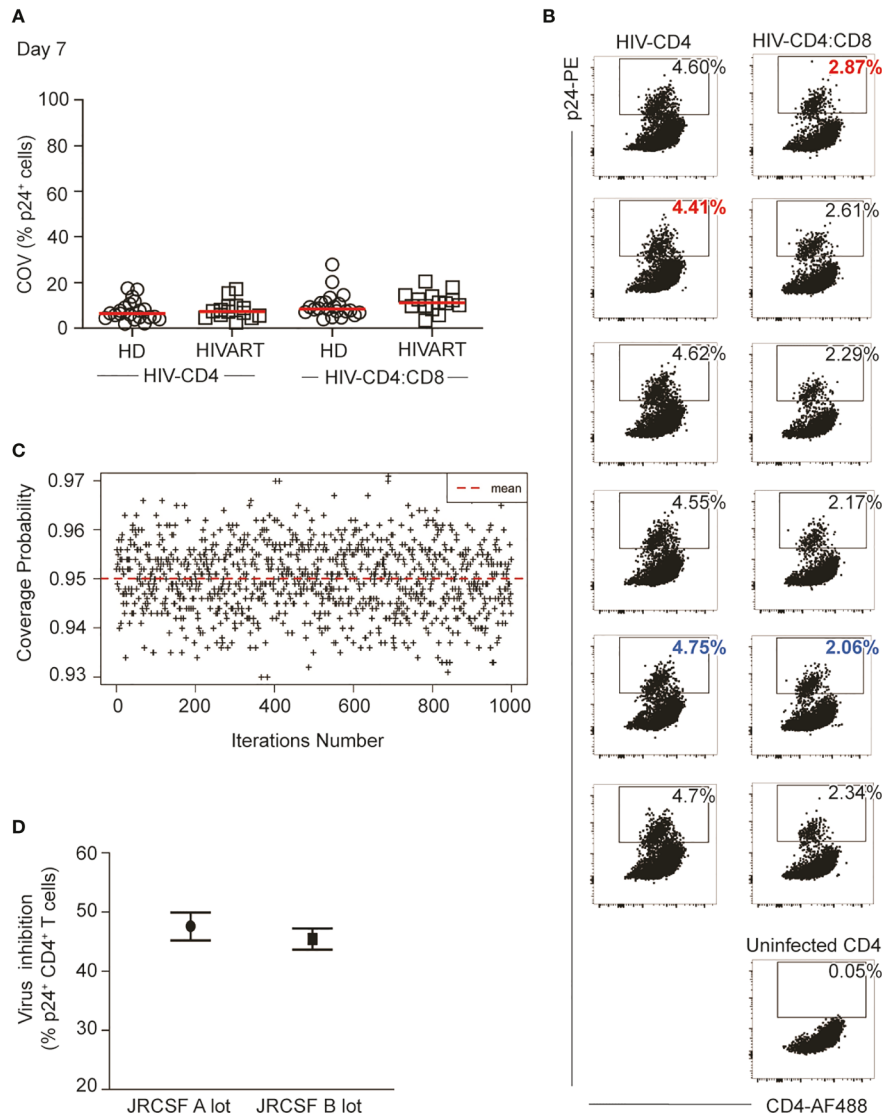 A
Day 7
COV (% p24⁺ cells)
100
80
60
40
20
0
HD
HIVART
HD
HIVART
HIV-CD4
HIV-CD4:CD8
B
HIV-CD4
HIV-CD4:CD8
p24-PE
4.60%
2.87%
4.41%
2.61%
4.62%
2.29%
4.55%
2.17%
4.75%
2.06%
4.7%
2.34%
Uninfected CD4
0.05%
CD4-AF488
C
Coverage Probability
0.97
0.96
0.95
0.94
0.93
mean
0
200
400
600
800
1000
Iterations Number
D
Virus inhibition
(% p24⁺ CD4⁺ T cells)
60
50
40
30
20
JRCSF A lot
JRCSF B lot